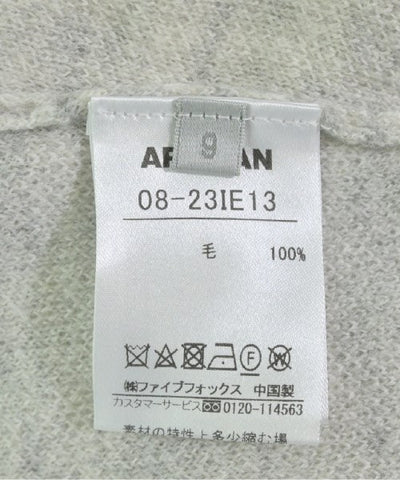 9
08-23IE13
毛 100%
㈱ファイブフォックス 中国製
カスタマーサービス 0120-114563
素材の特性上多少縮む場